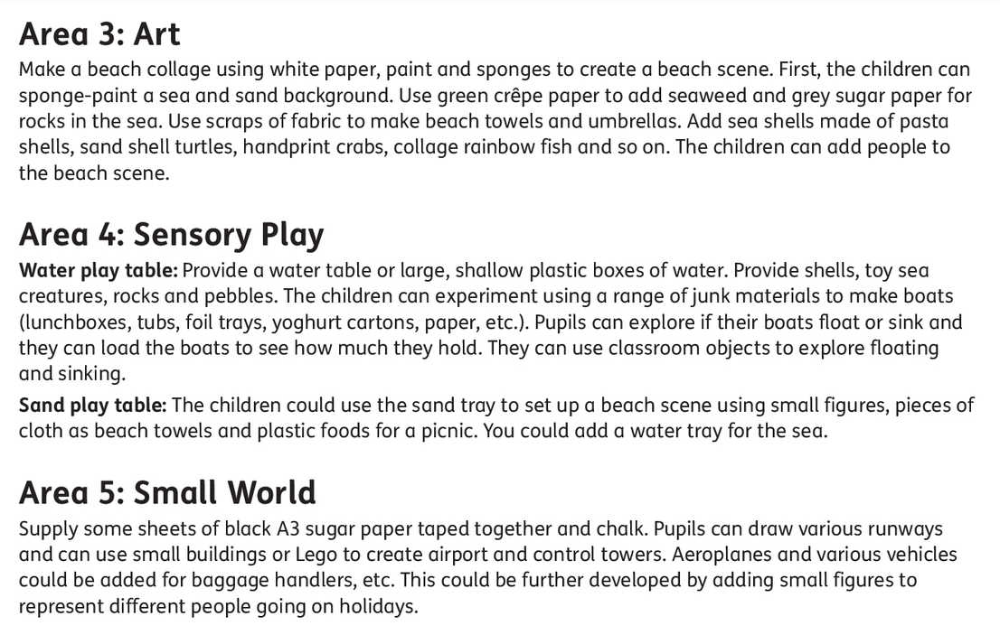 Area 3: Art
Make a beach collage using white paper, paint and sponges to create a beach scene. First, the children can
sponge-paint a sea and sand background. Use green crêpe paper to add seaweed and grey sugar paper for
rocks in the sea. Use scraps of fabric to make beach towels and umbrellas. Add sea shells made of pasta
shells, sand shell turtles, handprint crabs, collage rainbow fish and so on. The children can add people to
the beach scene.
Area 4: Sensory Play
Water play table: Provide a water table or large, shallow plastic boxes of water. Provide shells, toy sea
creatures, rocks and pebbles. The children can experiment using a range of junk materials to make boats
(lunchboxes, tubs, foil trays, yoghurt cartons, paper, etc.). Pupils can explore if their boats float or sink and
they can load the boats to see how much they hold. They can use classroom objects to explore floating
and sinking.
Sand play table: The children could use the sand tray to set up a beach scene using small figures, pieces of
cloth as beach towels and plastic foods for a picnic. You could add a water tray for the sea.
Area 5: Small World
Supply some sheets of black A3 sugar paper taped together and chalk. Pupils can draw various runways
and can use small buildings or Lego to create airport and control towers. Aeroplanes and various vehicles
could be added for baggage handlers, etc. This could be further developed by adding small figures to
represent different people going on holidays.